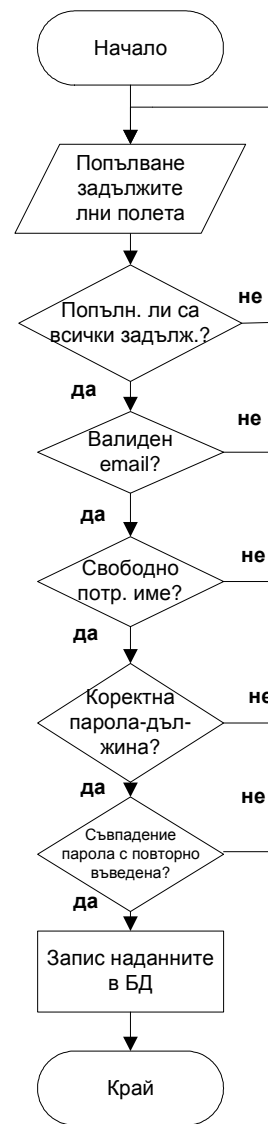 Начало
Попълване
задължите
лни полета
Попълн. ли са
всички задълж.?
не
да
Валиден
email?
не
да
Свободно
потр. име?
не
да
Коректна
парола-дъл-
жина?
не
да
Съвпадение
парола с повторно
въведена?
не
да
Запис наданните
в БД
Край